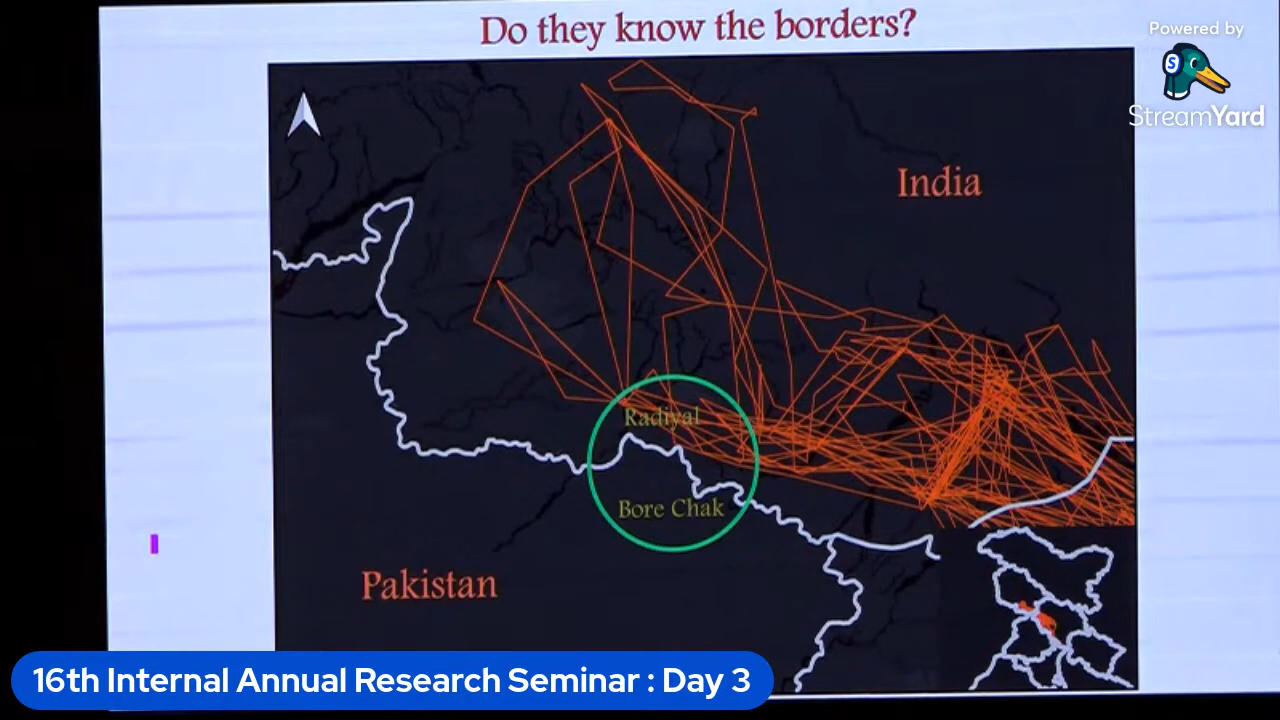 Do they know the borders?
Powered by
StreamYard
India
Radiyal
Bore Chak
Pakistan
16th Internal Annual Research Seminar : Day 3